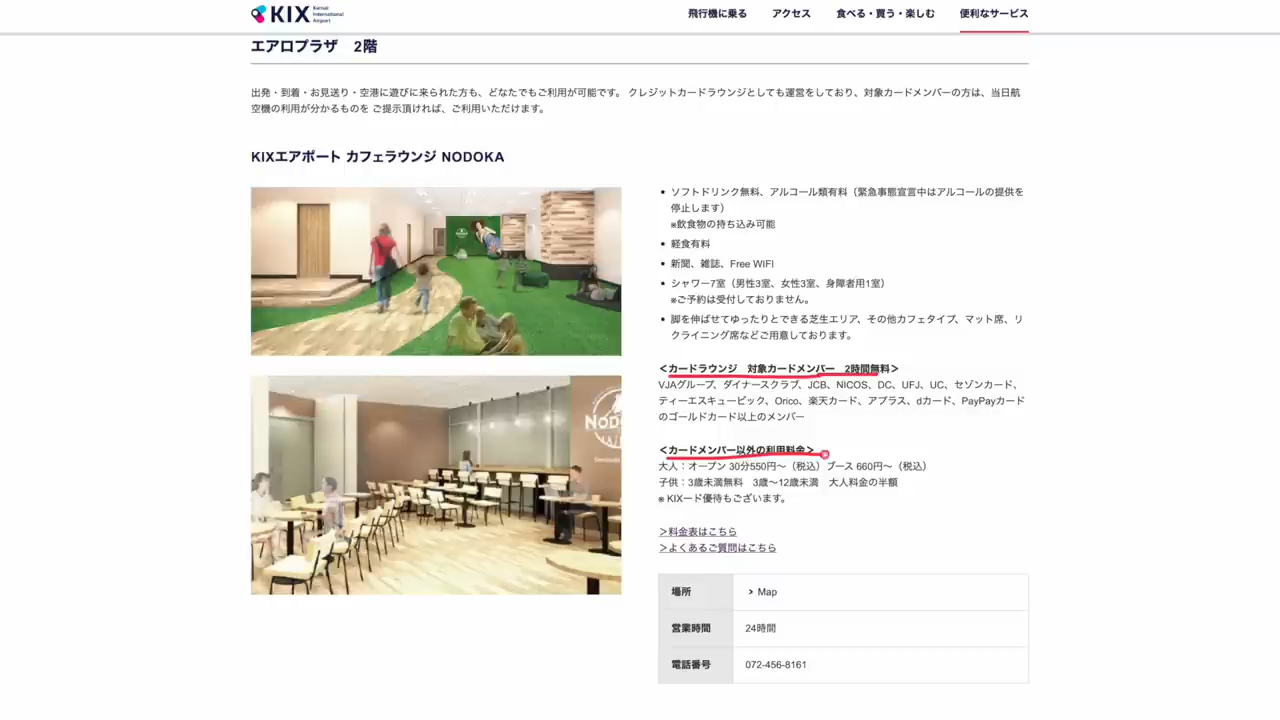 KIX Kansai International Airport
飛行機に乗る アクセス 食べる・買う・楽しむ 便利なサービス
エアロプラザ 2階
出発・到着・お見送り・空港に遊びに来られた方も、どなたでもご利用が可能です。 クレジットカードラウンジとしても運営をしており、対象カードメンバーの方は、当日航
空機の利用が分かるものを ご提示頂ければ、ご利用いただけます。
KIXエアポート カフェラウンジ NODOKA
・ソフトドリンク無料、アルコール類有料（緊急事態宣言中はアルコールの提供を
停止します）
※飲食物の持ち込み可能
・軽食有料
・新聞、雑誌、Free WIFI
・シャワー7室（男性3室、女性3室、身障者用1室）
※ご予約は受付しておりません。
・脚を伸ばせてゆったりとできる芝生エリア、その他カフェタイプ、マット席、リ
クライニング席などご用意しております。
＜カードラウンジ 対象カードメンバー 2時間無料＞
VJAグループ、ダイナースクラブ、JCB、NICOS、DC、UFJ、UC、セゾンカード、
ティーエスキュービック、Orico、楽天カード、アプラス、dカード、PayPayカード
のゴールドカード以上のメンバー
＜カードメンバー以外の利用料金＞
大人：オープン 30分550円～（税込）ブース 660円～（税込）
子供：3歳未満無料 3歳～12歳未満 大人料金の半額
※ KIXード優待もございます。
＞料金表はこちら
＞よくあるご質問はこちら
場所 > Map
営業時間 24時間
電話番号 072-456-8161